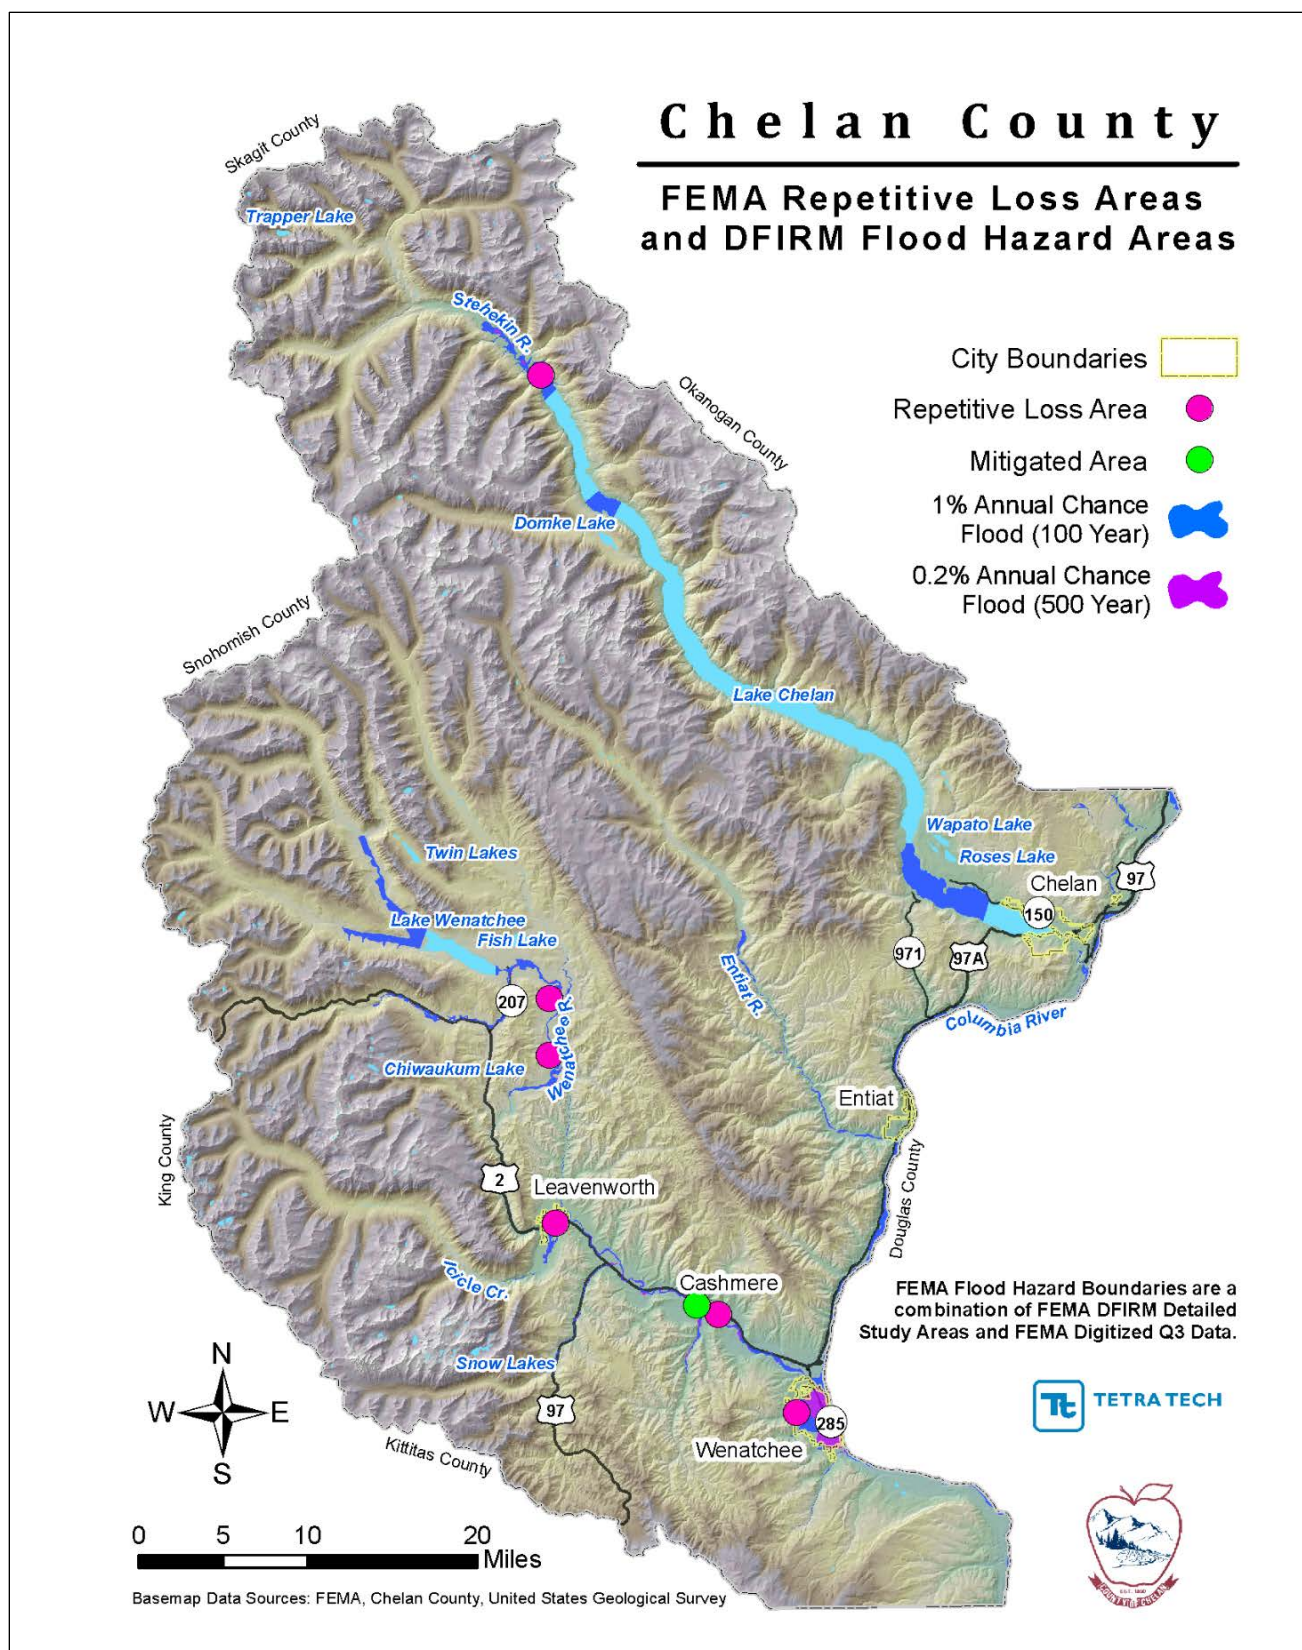 Chelan County
FEMA Repetitive Loss Areas
and DFIRM Flood Hazard Areas
City Boundaries
Repetitive Loss Area
Mitigated Area
1% Annual Chance
Flood (100 Year)
0.2% Annual Chance
Flood (500 Year)
Skagit County
Trapper Lake
Stehekin R.
Okanogan County
Domke Lake
Snohomish County
Lake Chelan
Wapato Lake
Roses Lake
Twin Lakes
Chelan
97
150
Lake Wenatchee
Fish Lake
971
97A
Entiat R.
207
Wenatchee R.
Columbia River
Chiwaukum Lake
Entiat
King County
2
Leavenworth
Douglas County
Icicle Cr.
Cashmere
FEMA Flood Hazard Boundaries are a
combination of FEMA DFIRM Detailed
Study Areas and FEMA Digitized Q3 Data.
Snow Lakes
N
W E
S
97
285
Wenatchee
Kittitas County
Tt TETRA TECH
0 5 10 20
Miles
COUNTY OF CHELAN
Basemap Data Sources: FEMA, Chelan County, United States Geological Survey